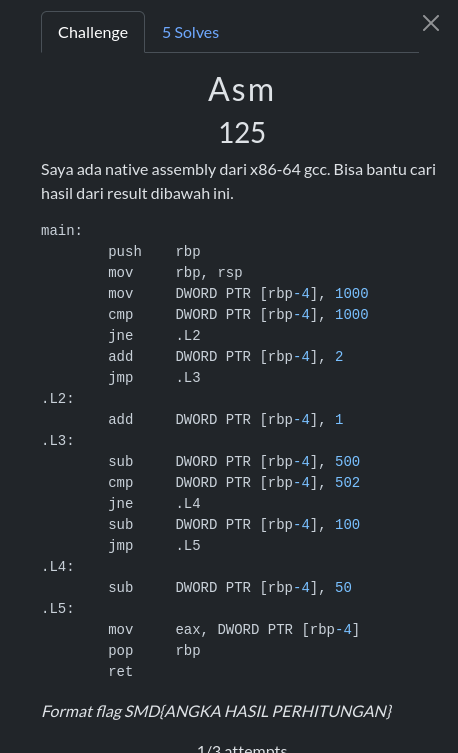 Challenge
5 Solves
Asm
125
Saya ada native assembly dari x86-64 gcc. Bisa bantu cari
hasil dari result dibawah ini.
main:
        push    rbp
        mov     rbp, rsp
        mov     DWORD PTR [rbp-4], 1000
        cmp     DWORD PTR [rbp-4], 1000
        jne     .L2
        add     DWORD PTR [rbp-4], 2
        jmp     .L3
.L2:
        add     DWORD PTR [rbp-4], 1
.L3:
        sub     DWORD PTR [rbp-4], 500
        cmp     DWORD PTR [rbp-4], 502
        jne     .L4
        sub     DWORD PTR [rbp-4], 100
        jmp     .L5
.L4:
        sub     DWORD PTR [rbp-4], 50
.L5:
        mov     eax, DWORD PTR [rbp-4]
        pop     rbp
        ret
Format flag SMD{ANGKA HASIL PERHITUNGAN}
1/3 attempts